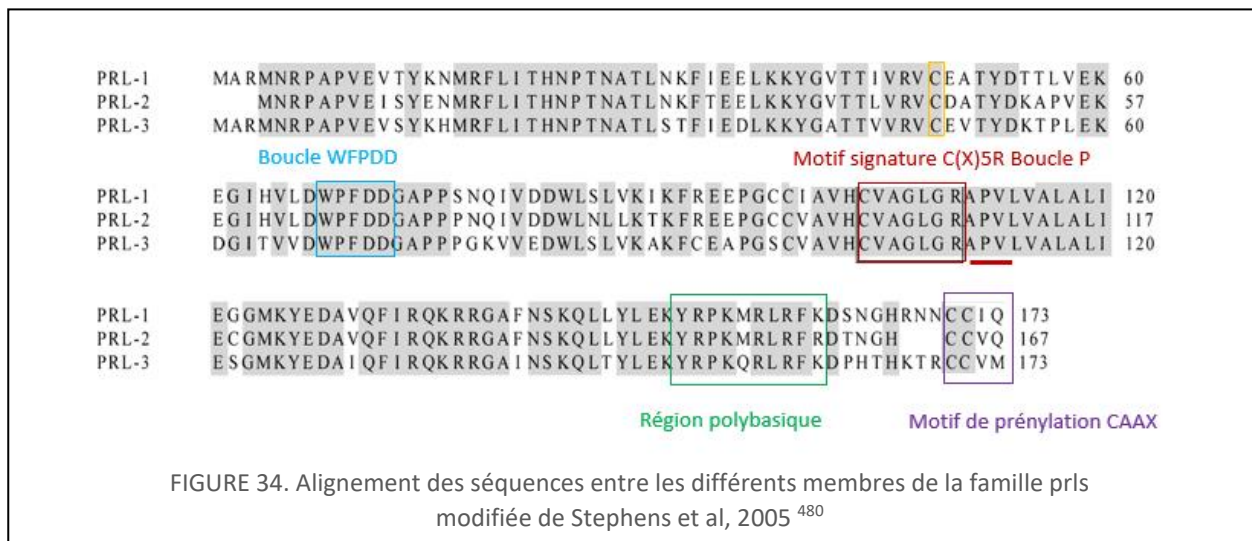 PRL-1 MARMNRPAPVEVTYKNMRFLITHNPTNATLNKFIEELKKYGVTTIVRVCEATYDTTLVEK 60
PRL-2 MNRPAPVEISYENMRFLITHNPTNATLNKFTEELKKYGVTTLVRVCDATYDKAPVEK 57
PRL-3 MARMNRPAPVEVSYKHMRFLITHNPTNATLSTFIEDLKKYGATTVVRVCEVTYDKTPLEK 60
Boucle WFPDD Motif signature C(X)5R Boucle P
PRL-1 EGIHVLDWPFDDGAPPSNQIVDDWLSLVKIKFREEPGCCIAVHCVAGLGRAPVLVALALI 120
PRL-2 EGIHVLDWPFDDGAPPSNQIVDDWLNLLKTKFREEPGCCVAVHCVAGLGRAPVLVALALI 117
PRL-3 DGITVVDWPFDDGAPPPGKVVEDWLSLVKAKFCEAPGSCVAVHCVAGLGRAPVLVALALI 120
PRL-1 EGGMKYEDAVQFIRQKRRGAFNSKQLLYLEKYRPKMRLRFKDSNGHRNNCCIQ 173
PRL-2 ECGMKYEDAVQFIRQKRRGAFNSKQLLYLEKYRPKMRLRFRDTNGH CCVQ 167
PRL-3 ESGMKYEDAIQFIRQKRRGAINSKQLTYLEKYRPKQRLRFKDPHTHKTRCCVM 173
Région polybasique Motif de prénylation CAAX
FIGURE 34. Alignement des séquences entre les différents membres de la famille prls
modifiée de Stephens et al, 2005 480